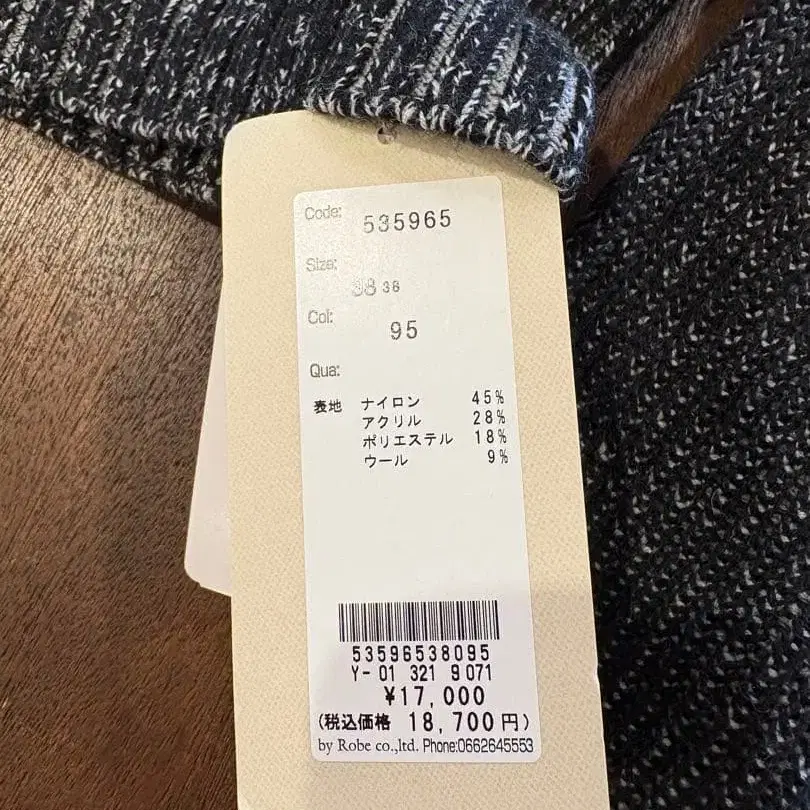 Code: 535965
Size: 38 38
Col: 95
Qua:
表地 ナイロン 45%
アクリル 28%
ポリエステル 18%
ウール 9%
53596538095
Y- 01 321 9 071
¥17,000
(税込価格 18,700円)
by Robe co.,ltd. Phone:0662645553